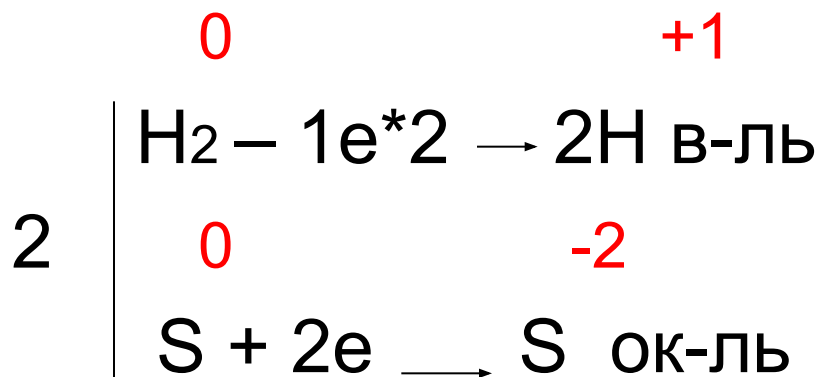 0 +1
H2 – 1e*2 → 2H в-ль
2 0 -2
S + 2e → S ок-ль